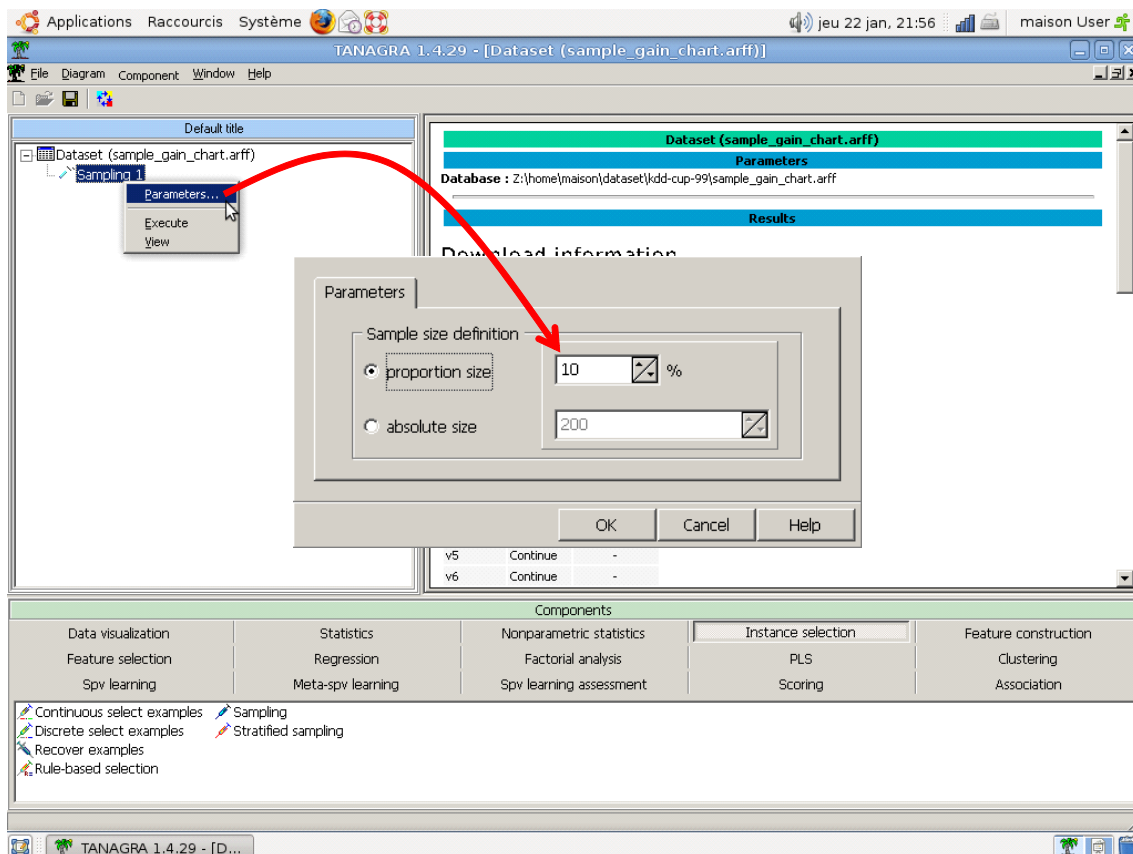 Applications Raccourcis Système jeu 22 jan, 21:56 maison User
TANAGRA 1.4.29 - [Dataset (sample_gain_chart.arff)]
File Diagram Component Window Help
Default title
Dataset (sample_gain_chart.arff)
Sampling 1
Parameters...
Execute
View
Dataset (sample_gain_chart.arff)
Parameters
Database : Z:\home\maison\dataset\kdd-cup-99\sample_gain_chart.arff
Results
Download information
Parameters
Sample size definition
proportion size 10 %
absolute size 200
OK Cancel Help
v5 Continue -
v6 Continue -
Components
Data visualization Statistics Nonparametric statistics Instance selection Feature construction
Feature selection Regression Factorial analysis PLS Clustering
Spv learning Meta-spv learning Spv learning assessment Scoring Association
Continuous select examples Sampling
Discrete select examples Stratified sampling
Recover examples
Rule-based selection
TANAGRA 1.4.29 - [D...